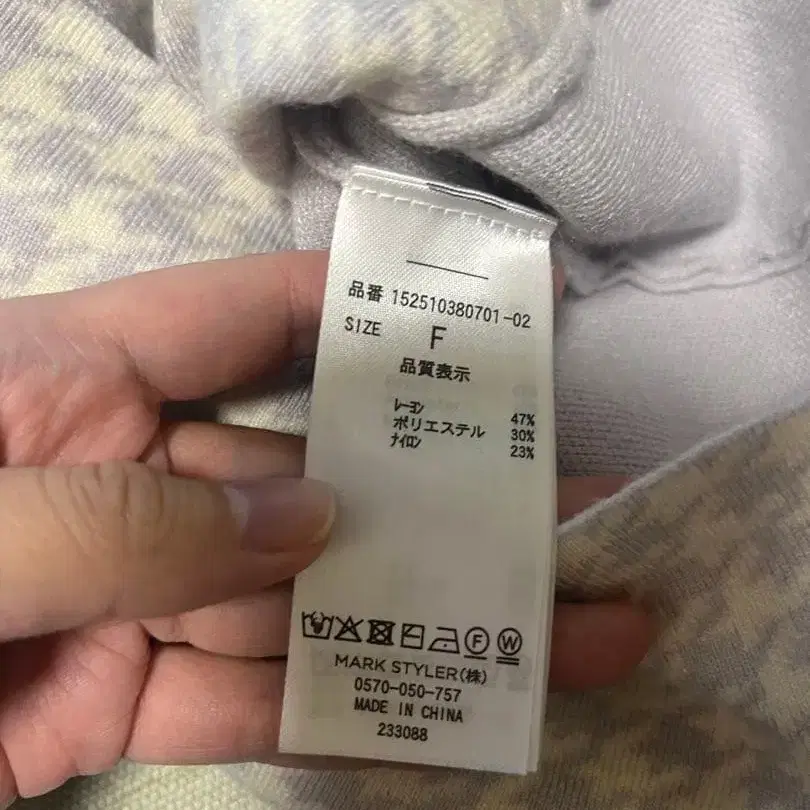 品番 152510380701-02
SIZE F
品質表示
レーヨン 47%
ポリエステル 30%
ナイロン 23%
F W
MARK STYLER(株)
0570-050-757
MADE IN CHINA
233088